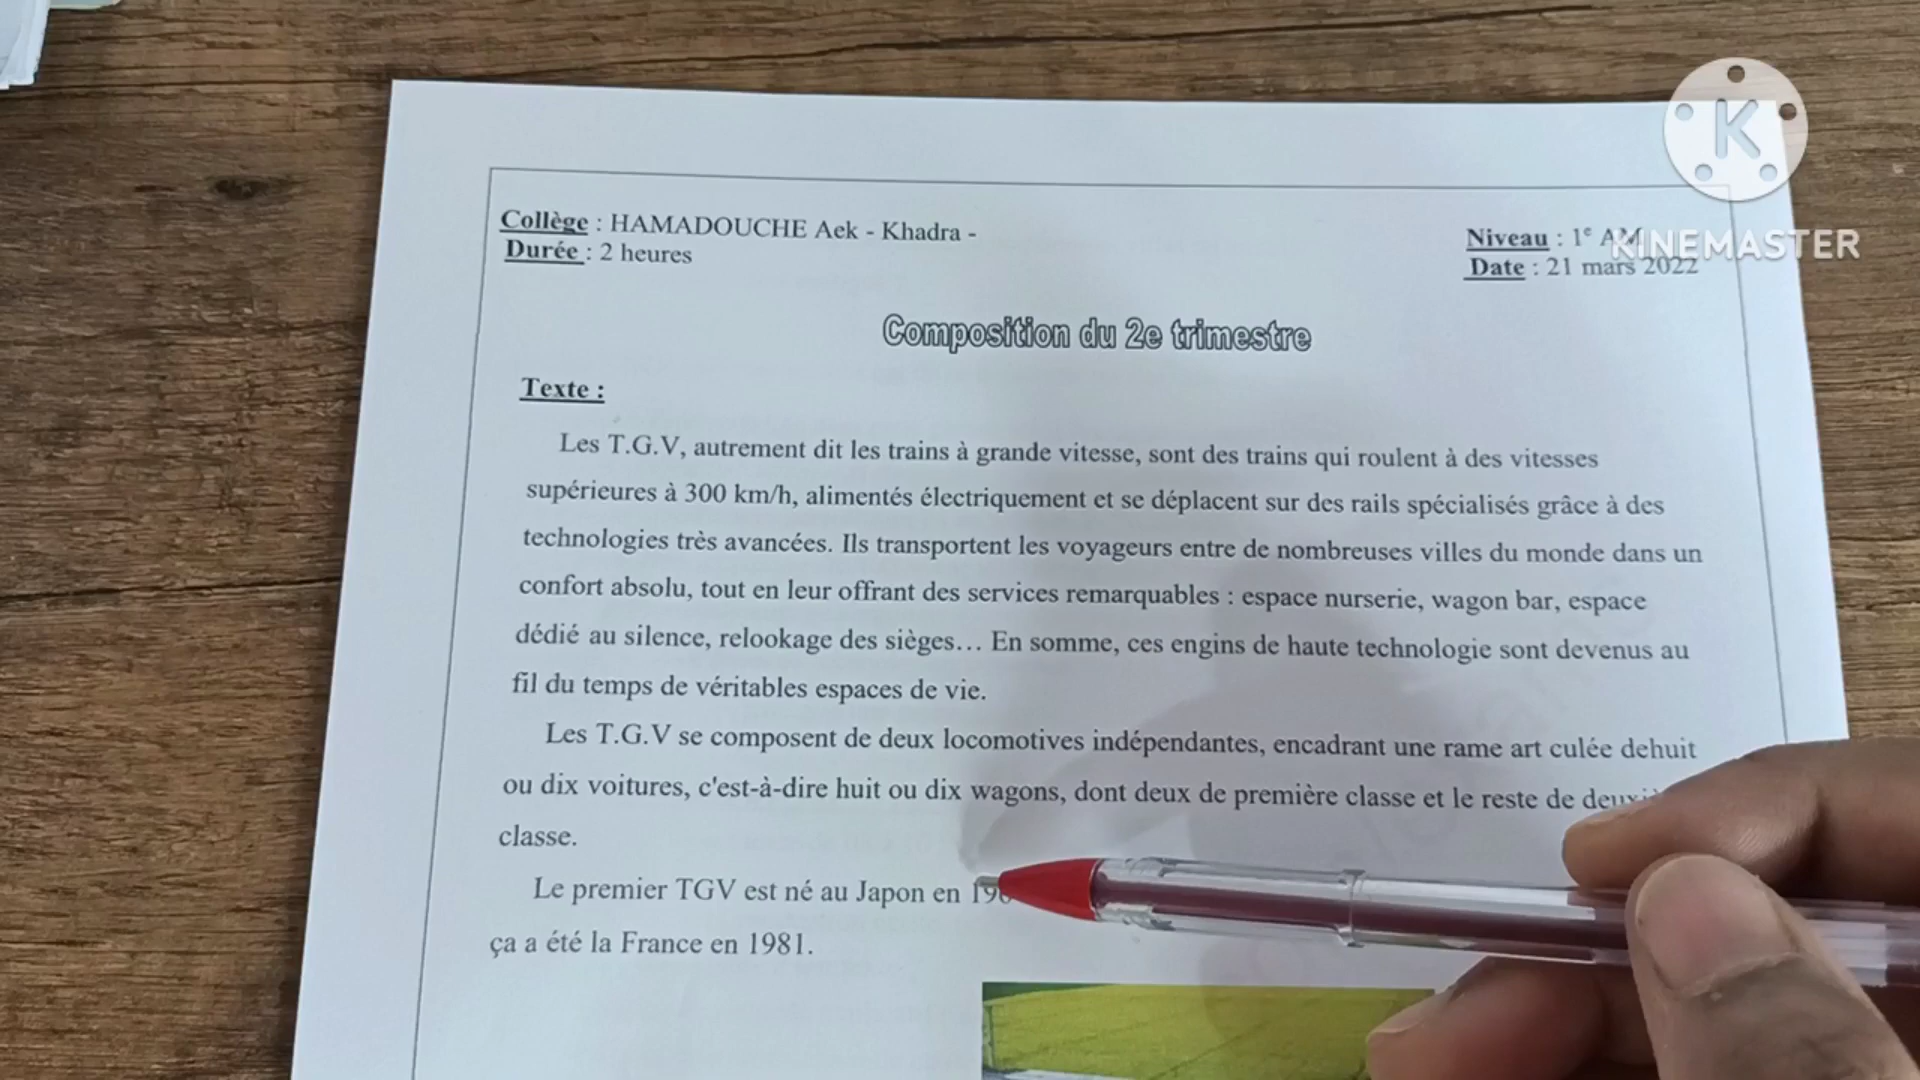 Collège : HAMADOUCHE Aek - Khadra -
Niveau : 1e AM
KINEMASTER
Durée : 2 heures
Date : 21 mars 2022
Composition du 2e trimestre
Texte :
Les T.G.V, autrement dit les trains à grande vitesse, sont des trains qui roulent à des vitesses
supérieures à 300 km/h, alimentés électriquement et se déplacent sur des rails spécialisés grâce à des
technologies très avancées. Ils transportent les voyageurs entre de nombreuses villes du monde dans un
confort absolu, tout en leur offrant des services remarquables : espace nurserie, wagon bar, espace
dédié au silence, relookage des sièges… En somme, ces engins de haute technologie sont devenus au
fil du temps de véritables espaces de vie.
Les T.G.V se composent de deux locomotives indépendantes, encadrant une rame art culée dehuit
ou dix voitures, c'est-à-dire huit ou dix wagons, dont deux de première classe et le reste de
classe.
Le premier TGV est né au Japon en
ça a été la France en 1981.